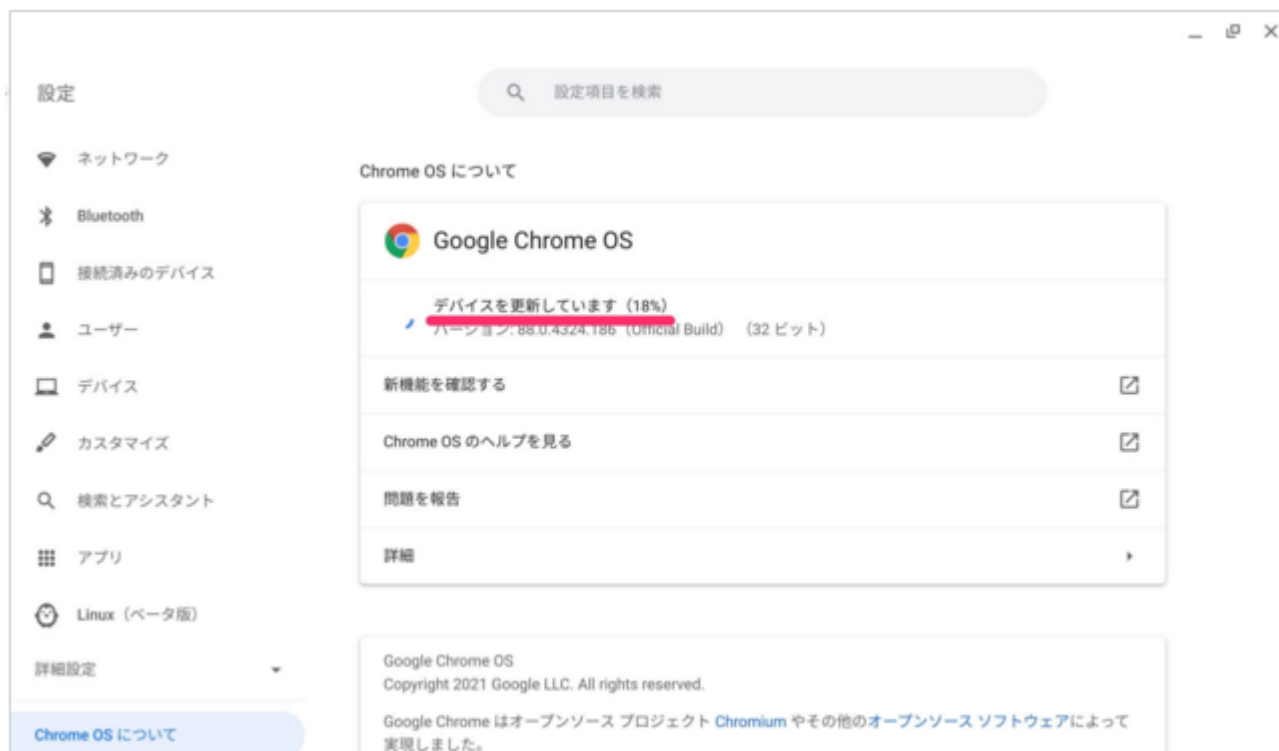 設定
設定項目を検索
ネットワーク
Bluetooth
接続済みのデバイス
ユーザー
デバイス
カスタマイズ
検索とアシスタント
アプリ
Linux（ベータ版）
詳細設定
Chrome OS について
Chrome OS について
Google Chrome OS
デバイスを更新しています（18%）
バージョン: 88.0.4324.186（Official Build）（32 ビット）
新機能を確認する
Chrome OS のヘルプを見る
問題を報告
詳細
Google Chrome OS
Copyright 2021 Google LLC. All rights reserved.
Google Chrome はオープンソース プロジェクト Chromium やその他のオープンソース ソフトウェアによって
実現しました。